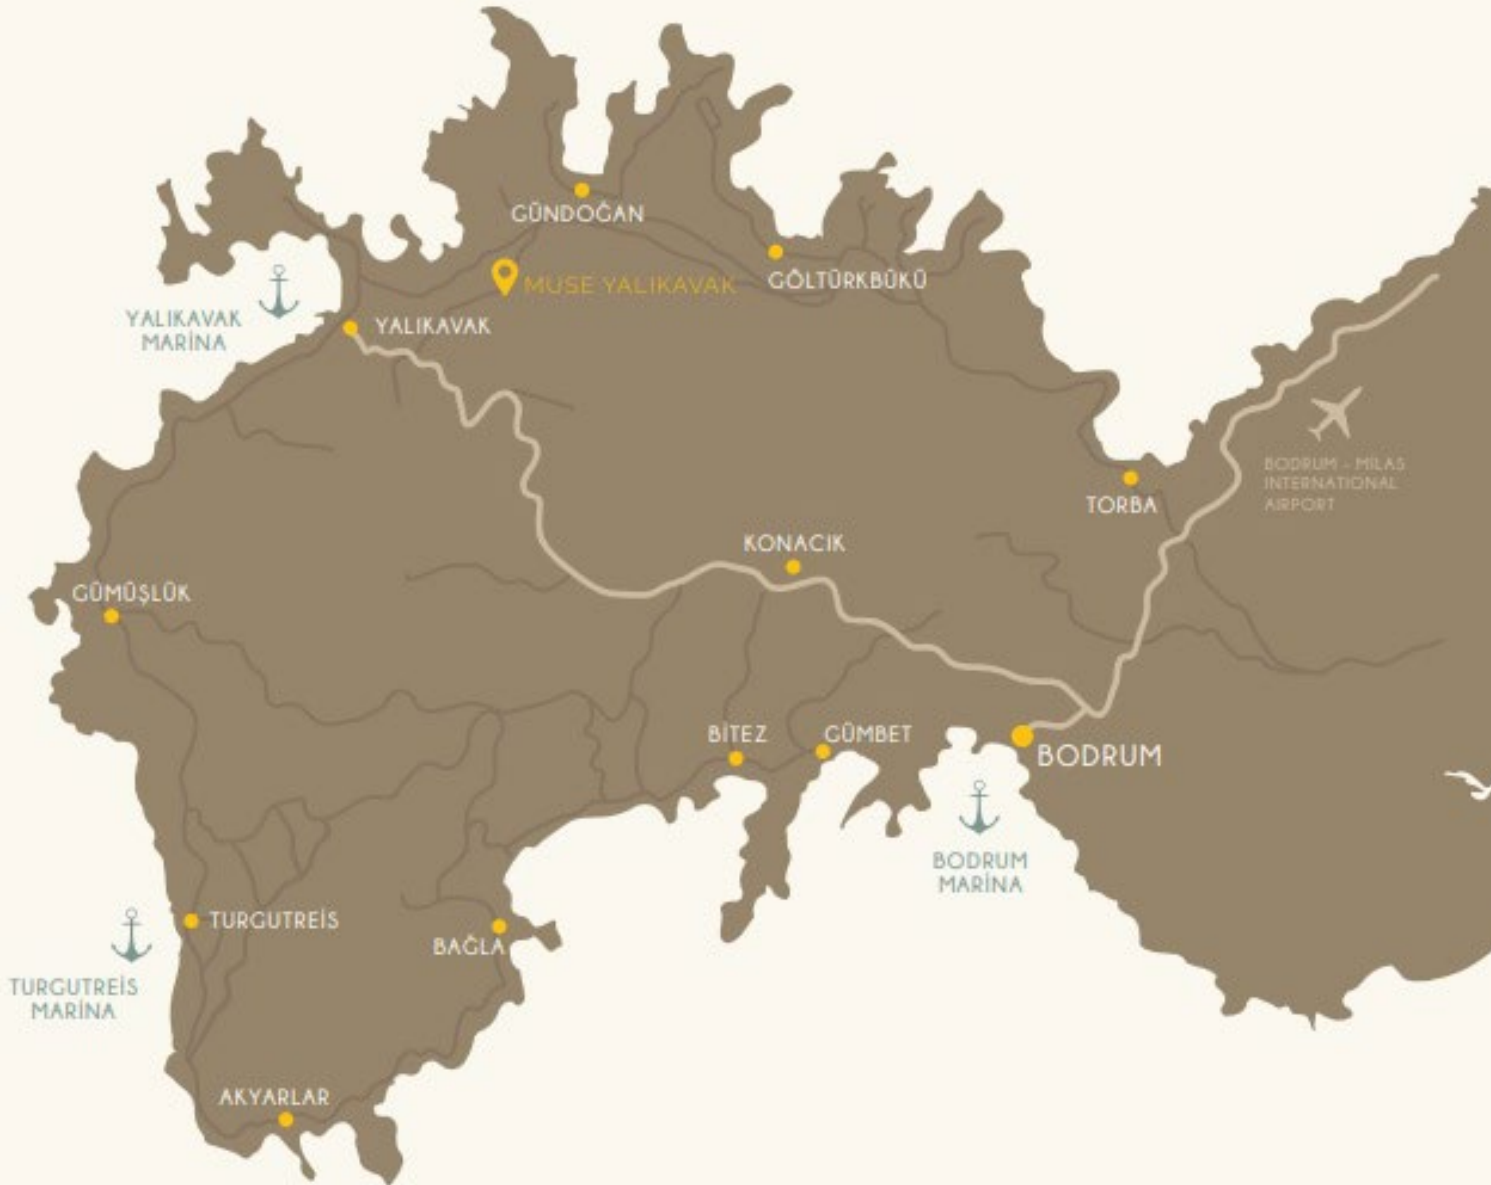 GÜNDOĞAN
MUSE YALIKAVAK
GÖLTÜRKBÜKÜ
YALIKAVAK
MARİNA
YALIKAVAK
BODRUM - MILAS
INTERNATIONAL
AIRPORT
TORBA
KONACIK
GÜMÜŞLÜK
BİTEZ
GÜMBET
BODRUM
BODRUM
MARİNA
TURGUTREİS
BAĞLA
TURGUTREİS
MARİNA
AKYARLAR